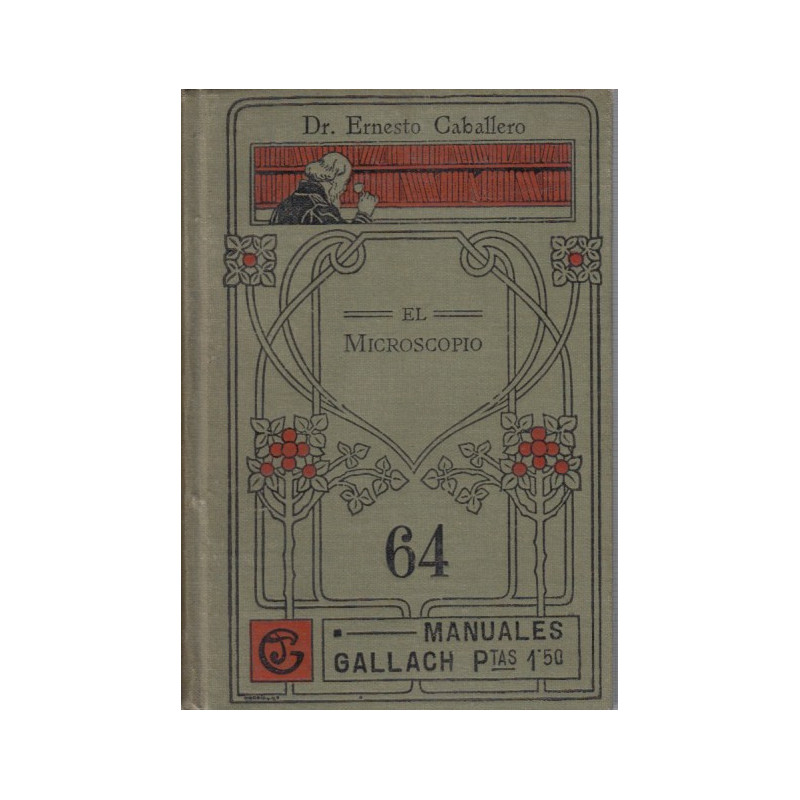 Dr. Ernesto Caballero
EL
MICROSCOPIO
64
MANUALES
GALLACH PTAS 1'50